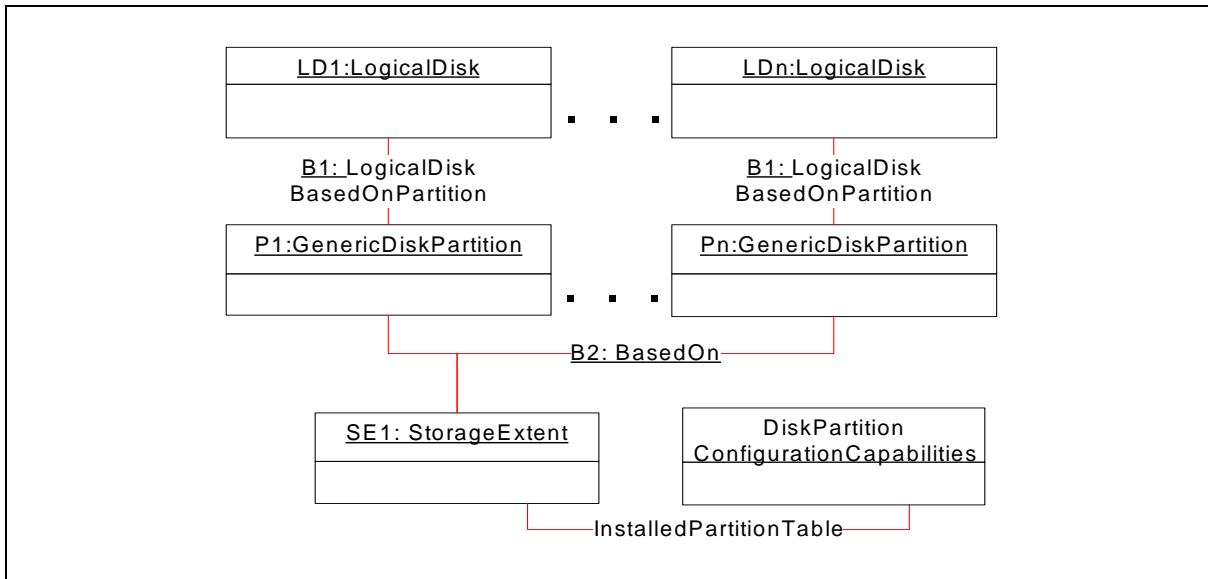 LD1:LogicalDisk
LDn:LogicalDisk
B1: LogicalDisk
BasedOnPartition
B1: LogicalDisk
BasedOnPartition
P1:GenericDiskPartition
Pn:GenericDiskPartition
B2: BasedOn
SE1: StorageExtent
DiskPartition
ConfigurationCapabilities
InstalledPartitionTable